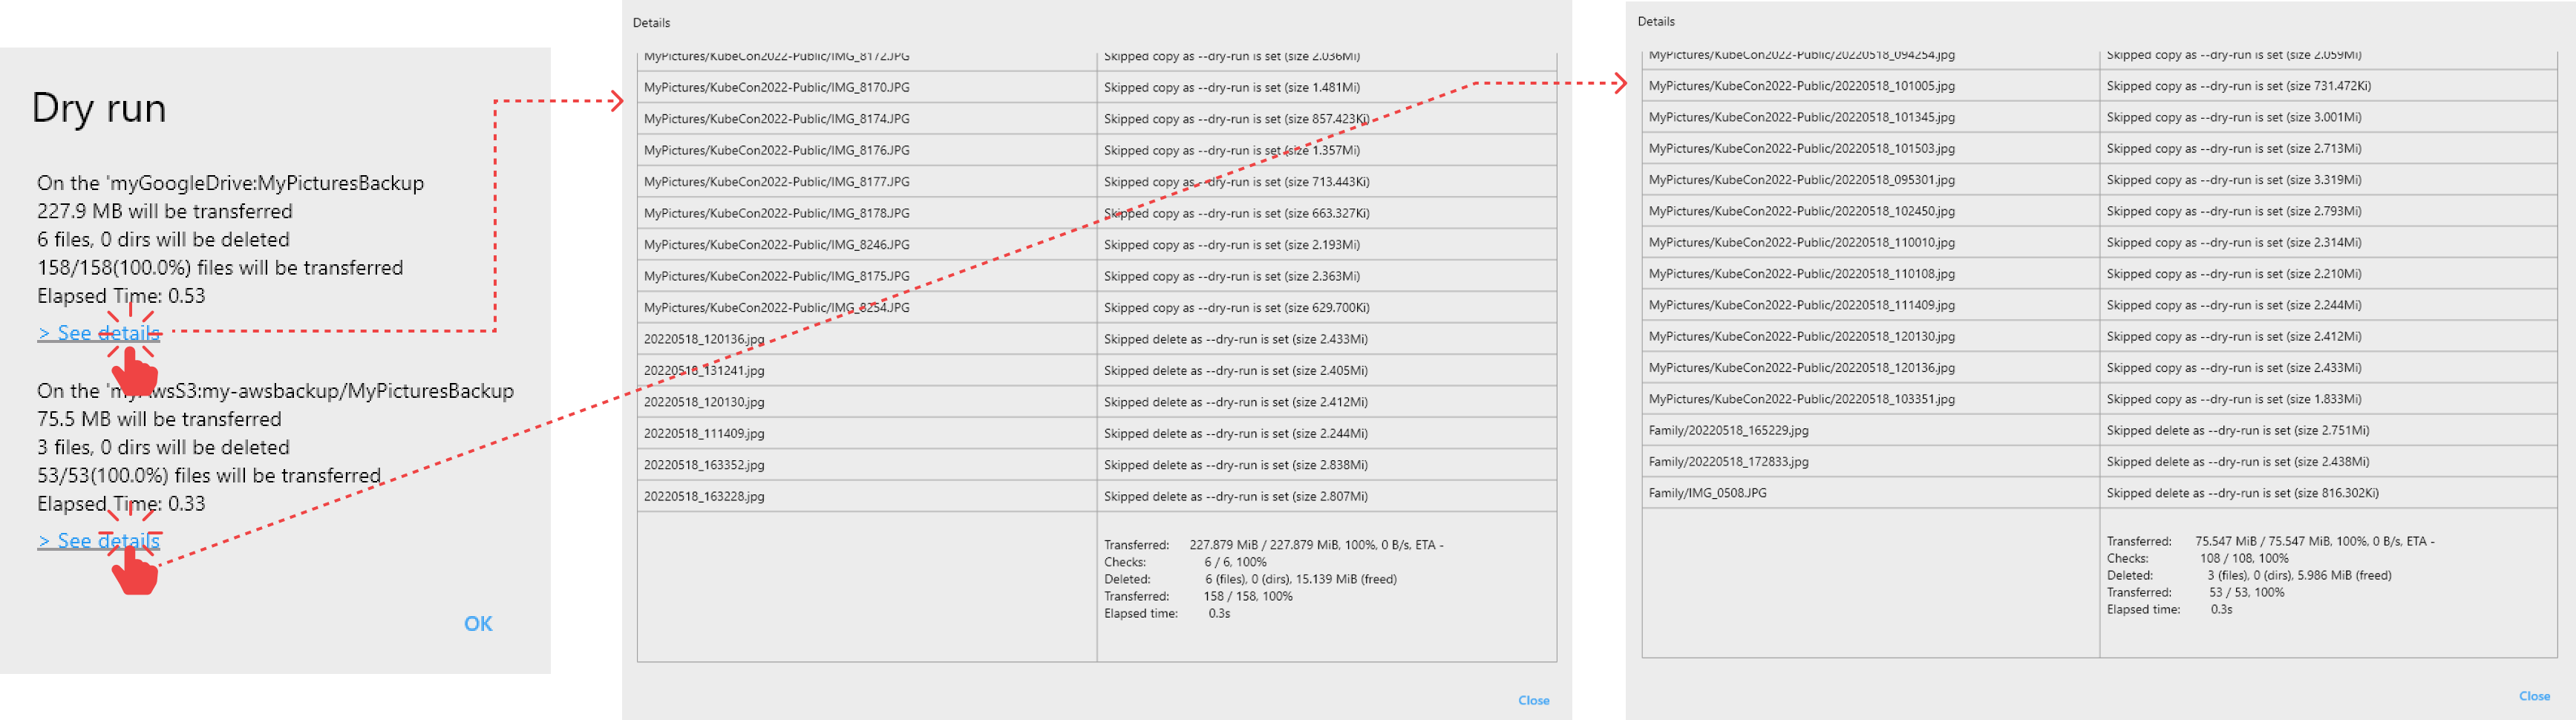 Dry run
On the 'myGoogleDrive:MyPicturesBackup
227.9 MB will be transferred
6 files, 0 dirs will be deleted
158/158(100.0%) files will be transferred
Elapsed Time: 0.53
> See details
On the 'myAwsS3:my-awsbackup/MyPicturesBackup
75.5 MB will be transferred
3 files, 0 dirs will be deleted
53/53(100.0%) files will be transferred
Elapsed Time: 0.33
> See details
OK
Details
MyPictures/KubeCon2022-Public/IMG_8172.JPG Skipped copy as --dry-run is set (size 2.036Mi)
MyPictures/KubeCon2022-Public/IMG_8170.JPG Skipped copy as --dry-run is set (size 1.481Mi)
MyPictures/KubeCon2022-Public/IMG_8174.JPG Skipped copy as --dry-run is set (size 857.423Ki)
MyPictures/KubeCon2022-Public/IMG_8176.JPG Skipped copy as --dry-run is set (size 1.357Mi)
MyPictures/KubeCon2022-Public/IMG_8177.JPG Skipped copy as --dry-run is set (size 713.443Ki)
MyPictures/KubeCon2022-Public/IMG_8178.JPG Skipped copy as --dry-run is set (size 663.327Ki)
MyPictures/KubeCon2022-Public/IMG_8246.JPG Skipped copy as --dry-run is set (size 2.193Mi)
MyPictures/KubeCon2022-Public/IMG_8175.JPG Skipped copy as --dry-run is set (size 2.363Mi)
MyPictures/KubeCon2022-Public/IMG_8254.JPG Skipped copy as --dry-run is set (size 629.700Ki)
20220518_120136.jpg Skipped delete as --dry-run is set (size 2.433Mi)
20220518_131241.jpg Skipped delete as --dry-run is set (size 2.405Mi)
20220518_120130.jpg Skipped delete as --dry-run is set (size 2.412Mi)
20220518_111409.jpg Skipped delete as --dry-run is set (size 2.244Mi)
20220518_163352.jpg Skipped delete as --dry-run is set (size 2.838Mi)
20220518_163228.jpg Skipped delete as --dry-run is set (size 2.807Mi)
Transferred: 227.879 MiB / 227.879 MiB, 100%, 0 B/s, ETA -
Checks: 6 / 6, 100%
Deleted: 6 (files), 0 (dirs), 15.139 MiB (freed)
Transferred: 158 / 158, 100%
Elapsed time: 0.3s
Close
Details
MyPictures/KubeCon2022-Public/20220518_094254.jpg Skipped copy as --dry-run is set (size 2.059Mi)
MyPictures/KubeCon2022-Public/20220518_101005.jpg Skipped copy as --dry-run is set (size 731.472Ki)
MyPictures/KubeCon2022-Public/20220518_101345.jpg Skipped copy as --dry-run is set (size 3.001Mi)
MyPictures/KubeCon2022-Public/20220518_101503.jpg Skipped copy as --dry-run is set (size 2.713Mi)
MyPictures/KubeCon2022-Public/20220518_095301.jpg Skipped copy as --dry-run is set (size 3.319Mi)
MyPictures/KubeCon2022-Public/20220518_102450.jpg Skipped copy as --dry-run is set (size 2.793Mi)
MyPictures/KubeCon2022-Public/20220518_110010.jpg Skipped copy as --dry-run is set (size 2.314Mi)
MyPictures/KubeCon2022-Public/20220518_110108.jpg Skipped copy as --dry-run is set (size 2.210Mi)
MyPictures/KubeCon2022-Public/20220518_111409.jpg Skipped copy as --dry-run is set (size 2.244Mi)
MyPictures/KubeCon2022-Public/20220518_120130.jpg Skipped copy as --dry-run is set (size 2.412Mi)
MyPictures/KubeCon2022-Public/20220518_120136.jpg Skipped copy as --dry-run is set (size 2.433Mi)
MyPictures/KubeCon2022-Public/20220518_103351.jpg Skipped copy as --dry-run is set (size 1.833Mi)
Family/20220518_165229.jpg Skipped delete as --dry-run is set (size 2.751Mi)
Family/20220518_172833.jpg Skipped delete as --dry-run is set (size 2.438Mi)
Family/IMG_0508.JPG Skipped delete as --dry-run is set (size 816.302Ki)
Transferred: 75.547 MiB / 75.547 MiB, 100%, 0 B/s, ETA -
Checks: 108 / 108, 100%
Deleted: 3 (files), 0 (dirs), 5.986 MiB (freed)
Transferred: 53 / 53, 100%
Elapsed time: 0.3s
Close